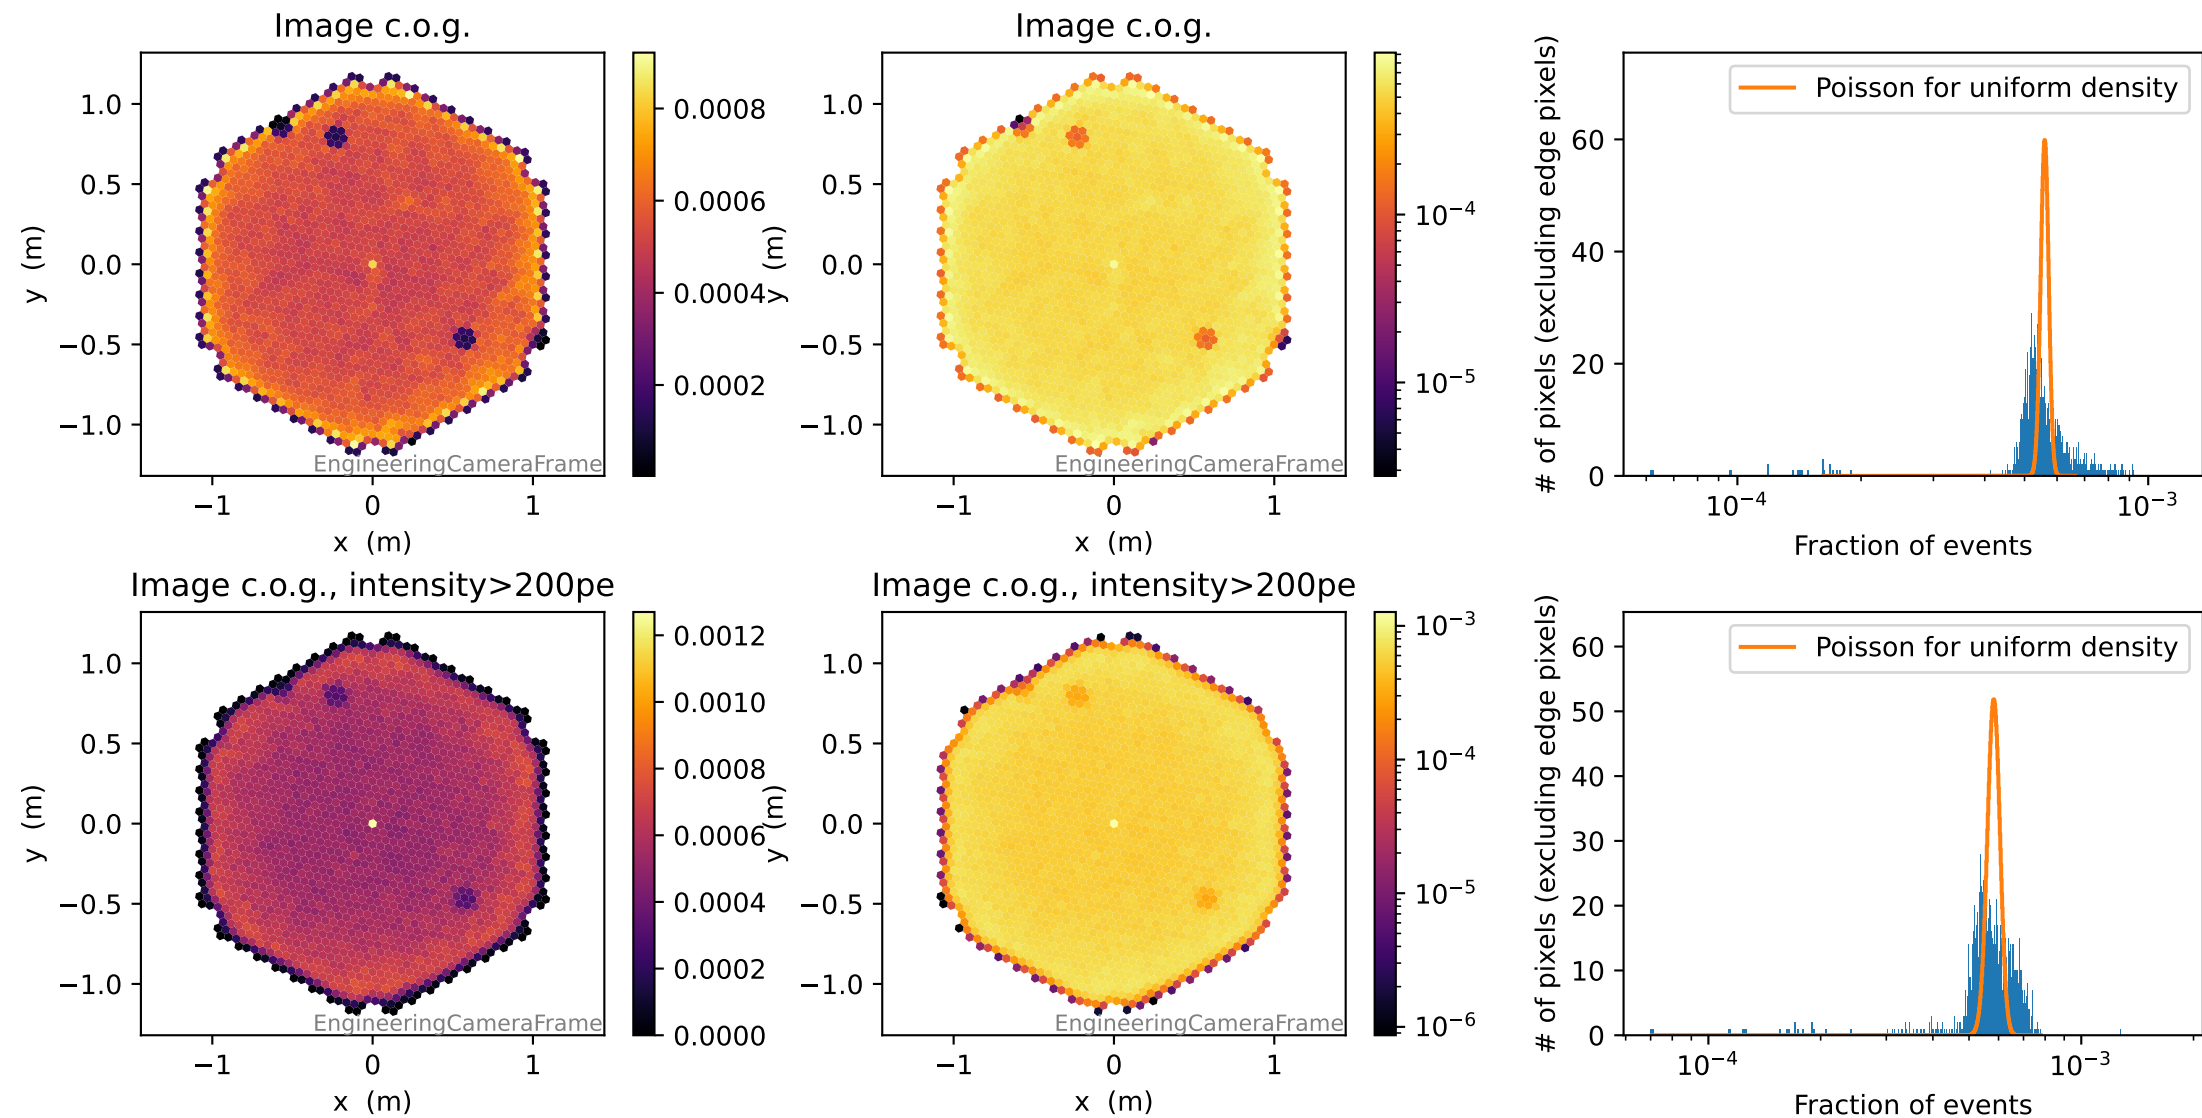 Image c.o.g.
1.0
0.5
0.0
−0.5
−1.0
y (m)
−1
0
1
x (m)
EngineeringCameraFrame
0.0008
0.0006
0.0004
0.0002
Image c.o.g.
1.0
0.5
0.0
−0.5
−1.0
y (m)
−1
0
1
x (m)
EngineeringCameraFrame
10⁻⁴
10⁻⁵
# of pixels (excluding edge pixels)
60
40
20
0
Poisson for uniform density
10⁻⁴
10⁻³
Fraction of events
Image c.o.g., intensity>200pe
1.0
0.5
0.0
−0.5
−1.0
y (m)
−1
0
1
x (m)
EngineeringCameraFrame
0.0012
0.0010
0.0008
0.0006
0.0004
0.0002
0.0000
Image c.o.g., intensity>200pe
1.0
0.5
0.0
−0.5
−1.0
y (m)
−1
0
1
x (m)
EngineeringCameraFrame
10⁻³
10⁻⁴
10⁻⁵
10⁻⁶
# of pixels (excluding edge pixels)
60
50
40
30
20
10
0
Poisson for uniform density
10⁻⁴
10⁻³
Fraction of events